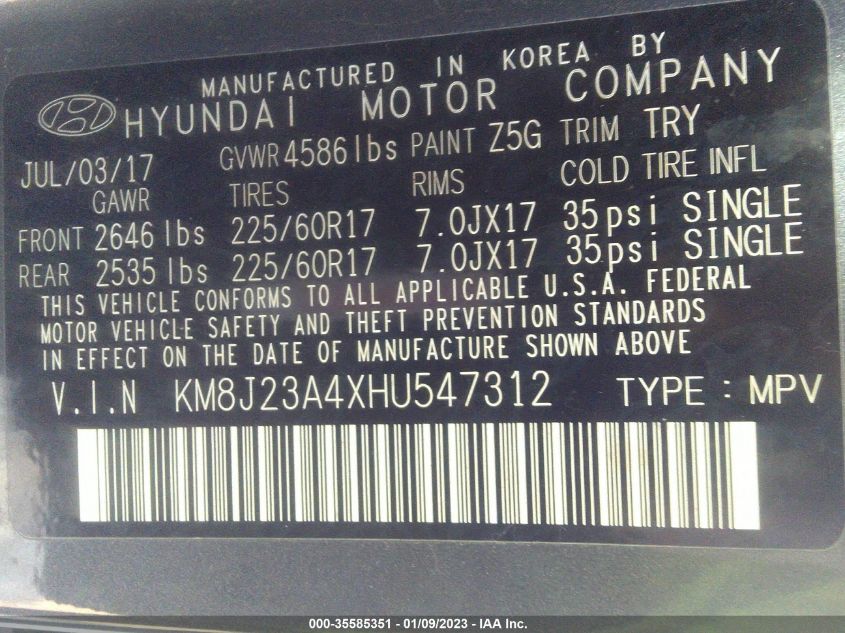 MANUFACTURED IN KOREA BY
HYUNDAI MOTOR COMPANY
JUL/03/17 GVWR 4586 lbs PAINT Z5G TRIM TRY
GAWR TIRES RIMS COLD TIRE INFL
FRONT 2646 lbs 225/60R17 7.0JX17 35psi SINGLE
REAR 2535 lbs 225/60R17 7.0JX17 35psi SINGLE
THIS VEHICLE CONFORMS TO ALL APPLICABLE U.S.A. FEDERAL
MOTOR VEHICLE SAFETY AND THEFT PREVENTION STANDARDS
IN EFFECT ON THE DATE OF MANUFACTURE SHOWN ABOVE
V.I.N KM8J23A4XHU547312 TYPE : MPV
000-35585351 - 01/09/2023 - IAA Inc.